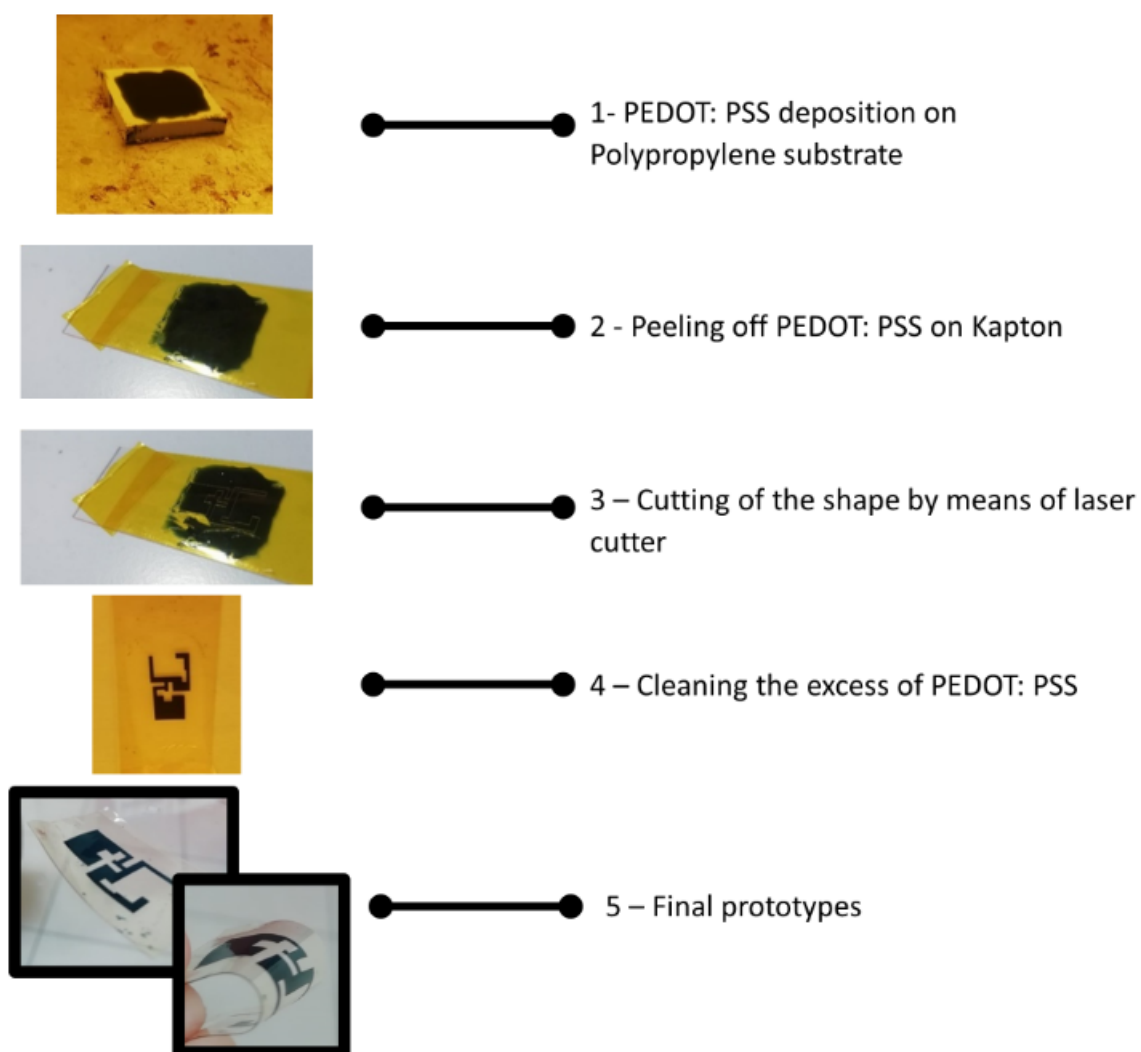 1- PEDOT: PSS deposition on
Polypropylene substrate
2 - Peeling off PEDOT: PSS on Kapton
3 – Cutting of the shape by means of laser
cutter
4 – Cleaning the excess of PEDOT: PSS
5 – Final prototypes